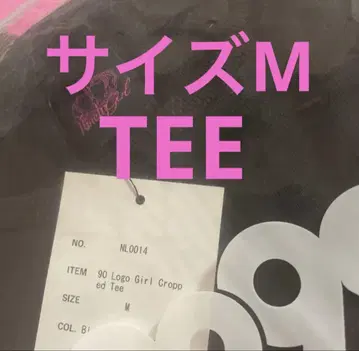 サイズM
TEE
NO. NL0014
ITEM 90 Logo Girl Cropp
ed Tee
SIZE M
COL.